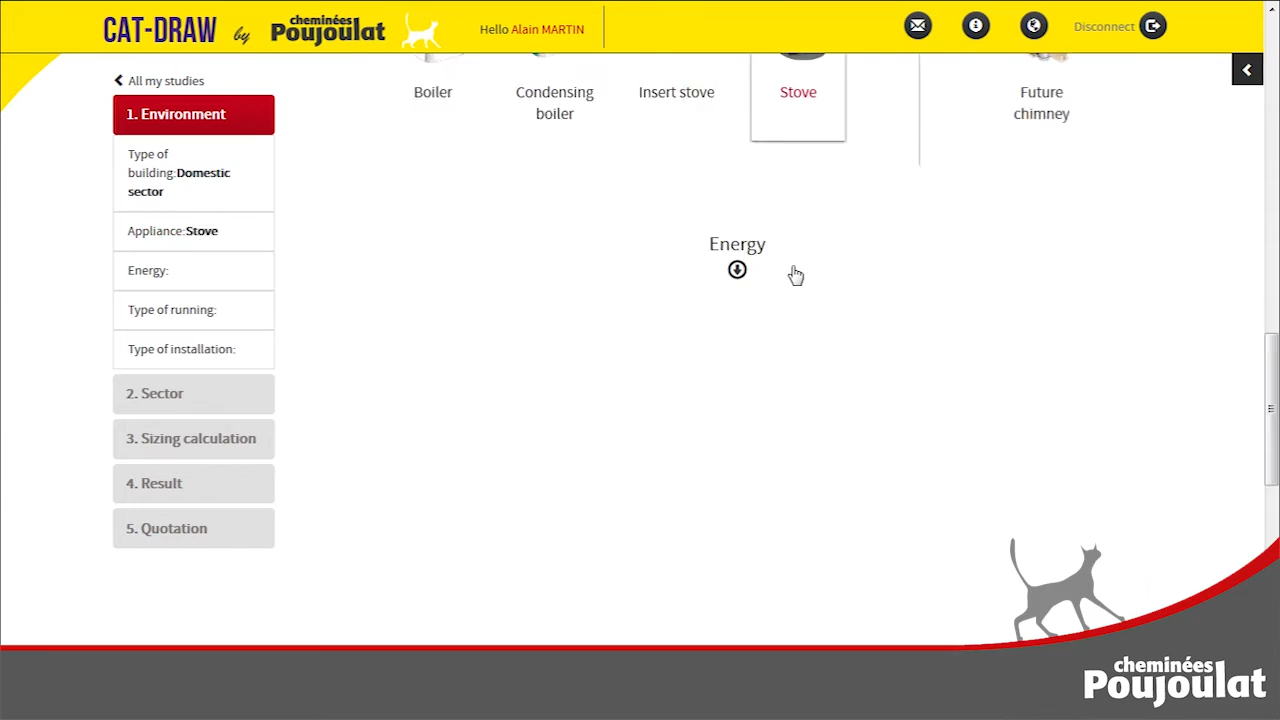 CAT-DRAW by cheminées Poujoulat
Hello Alain MARTIN
Disconnect
All my studies
1. Environment
Type of
building:Domestic
sector
Appliance:Stove
Energy:
Type of running:
Type of installation:
2. Sector
3. Sizing calculation
4. Result
5. Quotation
Boiler
Condensing
boiler
Insert stove
Stove
Future
chimney
Energy
cheminées
Poujoulat